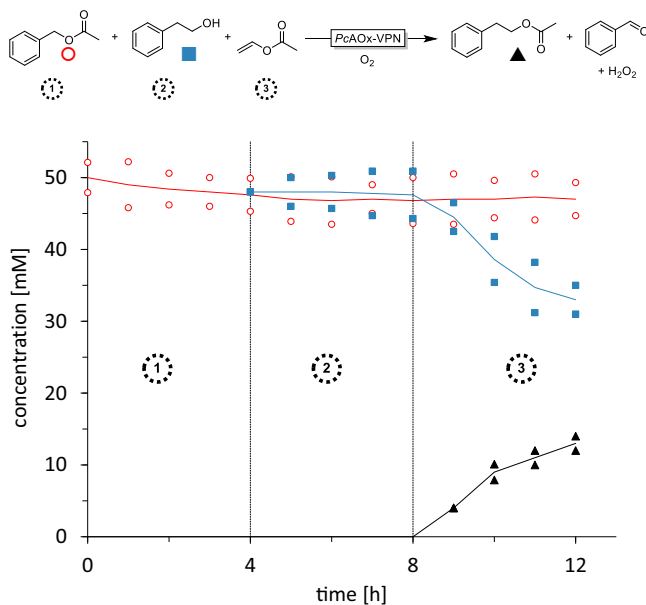 O
O
+
OH
+
O
O
PcAOx-VPN
O₂
O
O
+
O
+ H₂O₂
1
2
3
concentration [mM]
50
40
30
20
10
0
1
2
3
0
4
8
12
time [h]